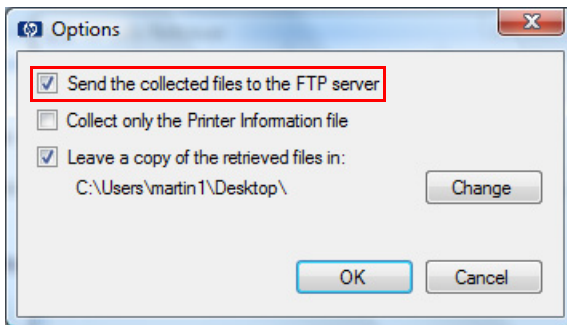 Options
Send the collected files to the FTP server
Collect only the Printer Information file
Leave a copy of the retrieved files in:
C:\Users\martin1\Desktop\
Change
OK
Cancel